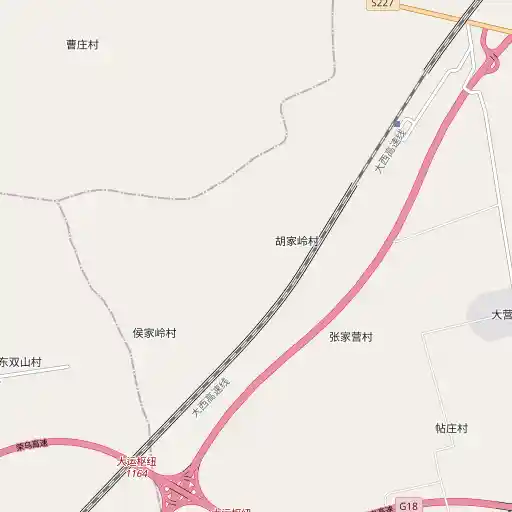 S227
曹庄村
大西高速线
胡家岭村
大营
侯家岭村
张家营村
东双山村
大西高速线
帖庄村
荣乌高速
大运枢纽
1164
G18